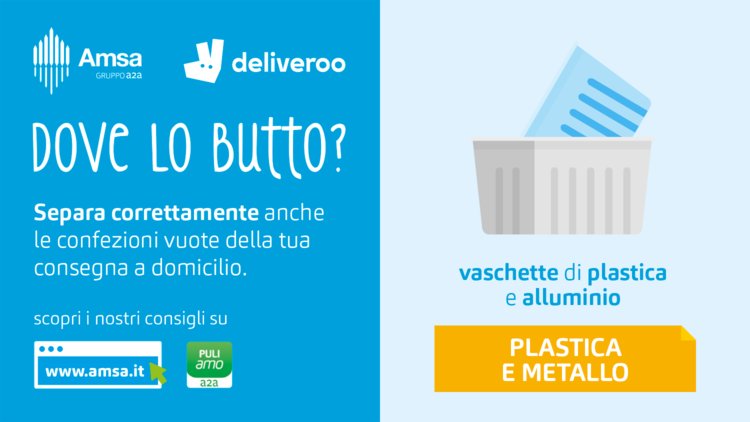 Amsa
GRUPPO a2a
deliveroo
DOVE LO BUTTO?
Separa correttamente anche
le confezioni vuote della tua
consegna a domicilio.
scopri i nostri consigli su
www.amsa.it
PULI
amo
a2a
vaschette di plastica
e alluminio
PLASTICA
E METALLO